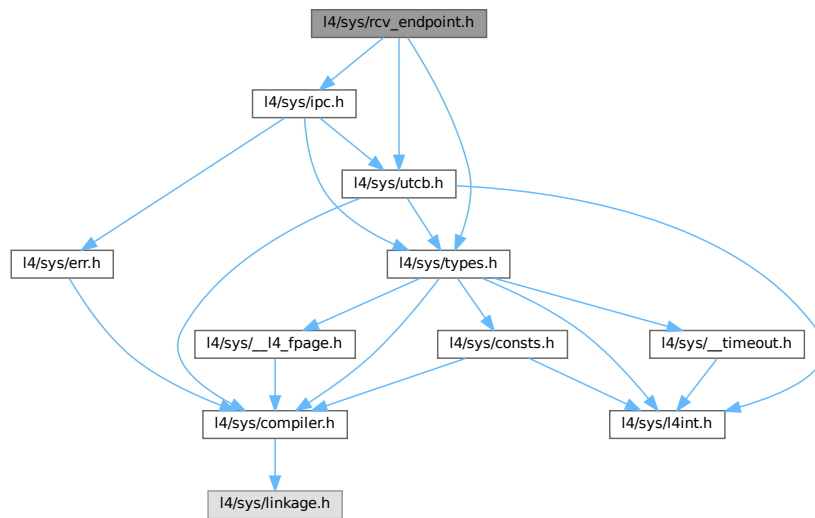 l4/sys/rcv_endpoint.h
l4/sys/ipc.h
l4/sys/utcb.h
l4/sys/err.h
l4/sys/types.h
l4/sys/__l4_fpage.h
l4/sys/consts.h
l4/sys/__timeout.h
l4/sys/compiler.h
l4/sys/l4int.h
l4/sys/linkage.h